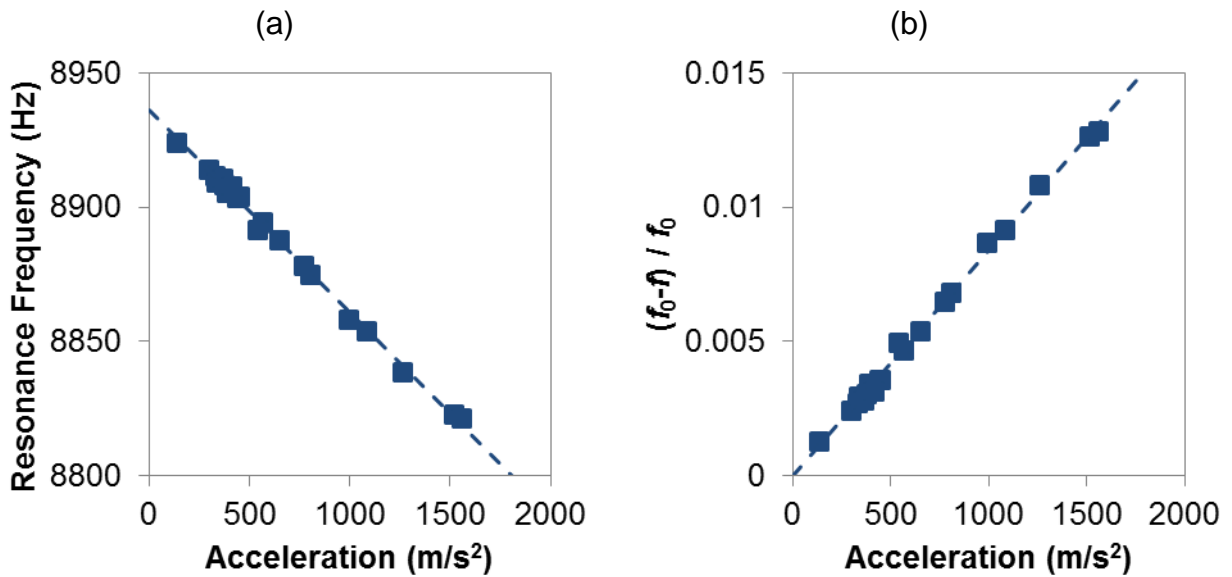 (a)
Resonance Frequency (Hz)
8950
8900
8850
8800
0 500 1000 1500 2000
Acceleration (m/s²)
(b)
(f₀-f) / f₀
0.015
0.01
0.005
0
0 500 1000 1500 2000
Acceleration (m/s²)